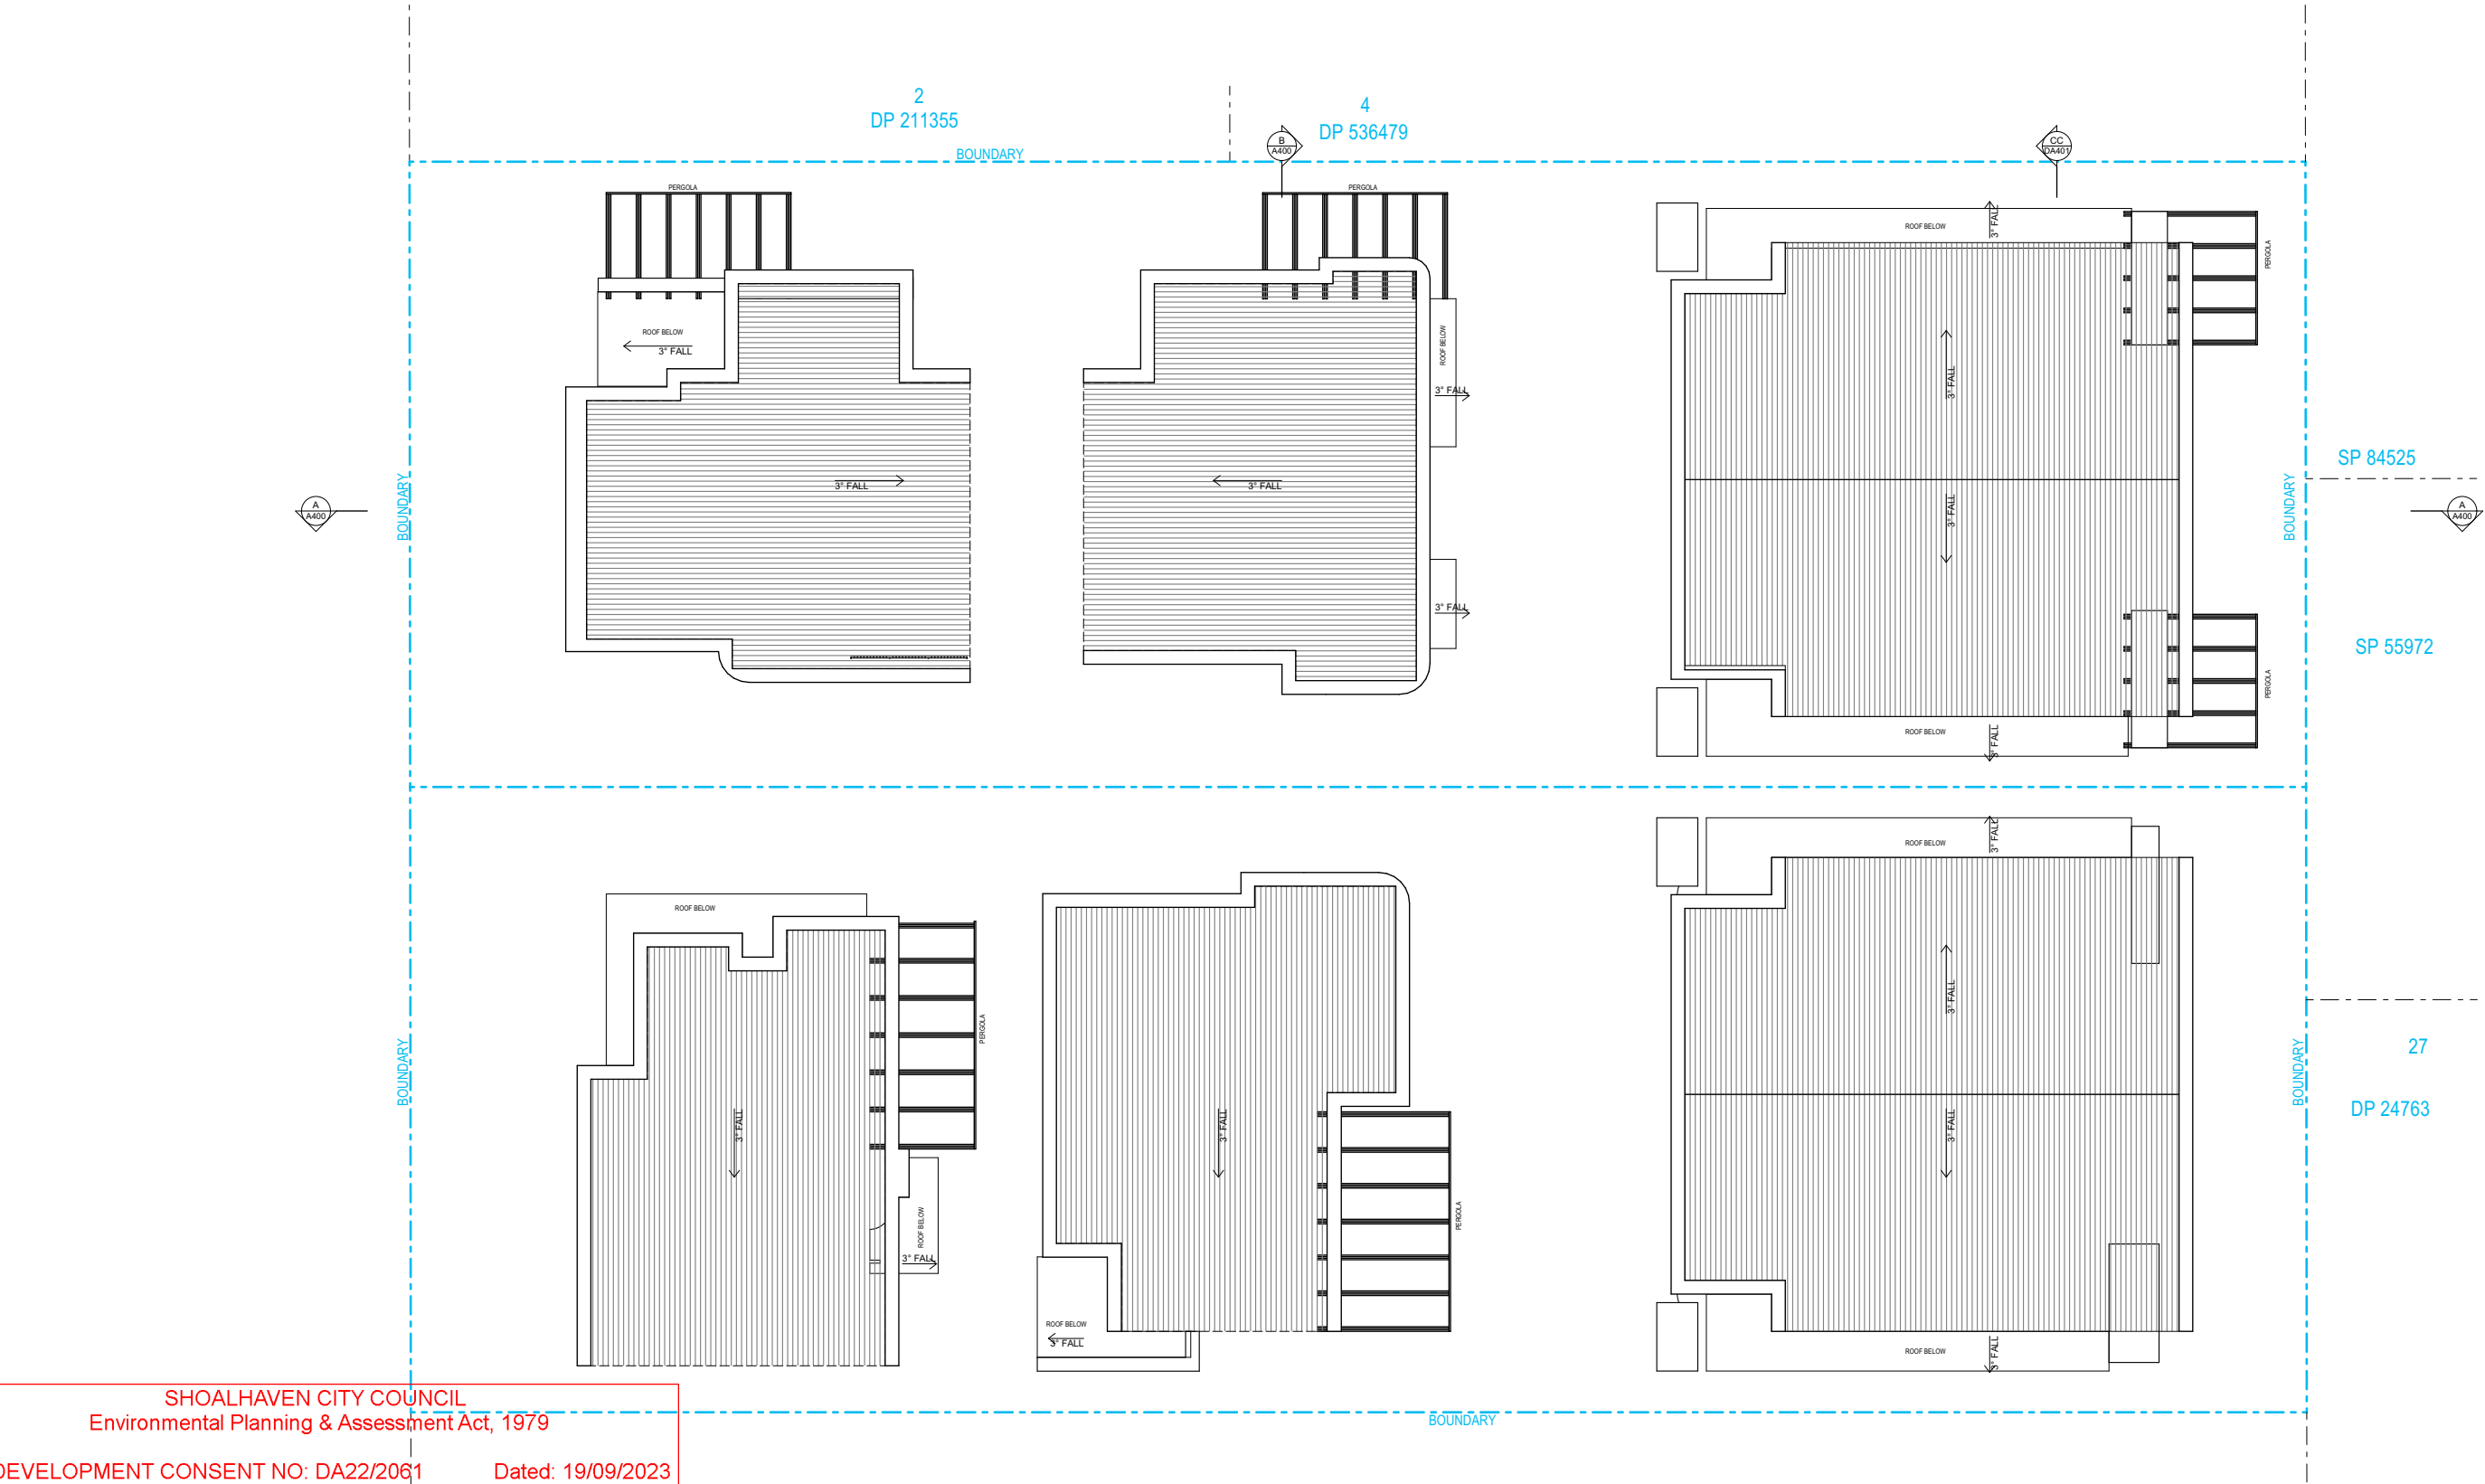 2
DP 211355
4
DP 536479
BOUNDARY
B
A400
CC
DA401
PERGOLA
PERGOLA
ROOF BELOW
3° FALL
PERGOLA
ROOF BELOW
3° FALL
ROOF BELOW
3° FALL
3° FALL
3° FALL
3° FALL
3° FALL
3° FALL
3° FALL
SP 84525
BOUNDARY
BOUNDARY
A
A400
A
A400
SP 55972
PERGOLA
ROOF BELOW
3° FALL
ROOF BELOW
3° FALL
ROOF BELOW
3° FALL
3° FALL
PERGOLA
BOUNDARY
BOUNDARY
27
DP 24763
3° FALL
3° FALL
3° FALL
ROOF BELOW
3° FALL
PERGOLA
ROOF BELOW
3° FALL
ROOF BELOW
3° FALL
BOUNDARY
SHOALHAVEN CITY COUNCIL
Environmental Planning & Assessment Act, 1979
DEVELOPMENT CONSENT NO: DA22/2061 Dated: 19/09/2023